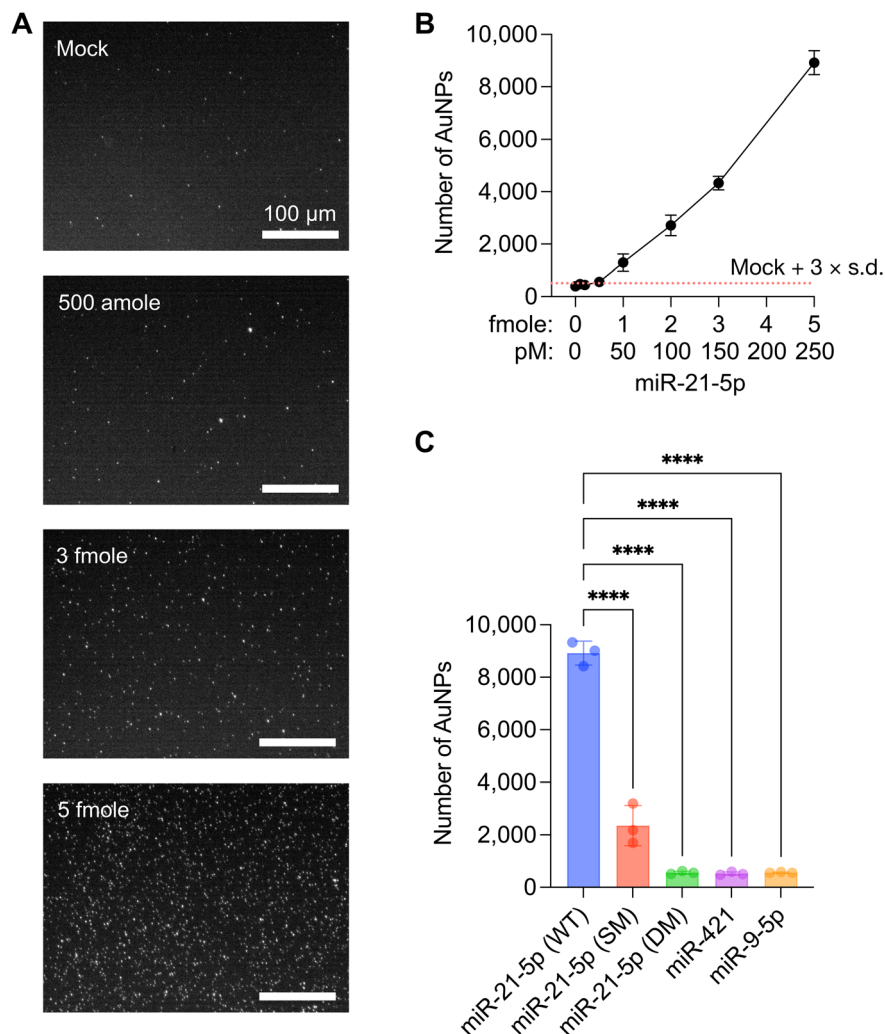 A
Mock
100 µm
500 amole
3 fmole
5 fmole
B
Number of AuNPs
10,000
8,000
6,000
4,000
2,000
0
Mock + 3 × s.d.
fmole: 0 1 2 3 4 5
pM: 0 50 100 150 200 250
miR-21-5p
C
****
****
****
****
Number of AuNPs
10,000
8,000
6,000
4,000
2,000
0
miR-21-5p (WT)
miR-21-5p (SM)
miR-21-5p (DM)
miR-421
miR-9-5p